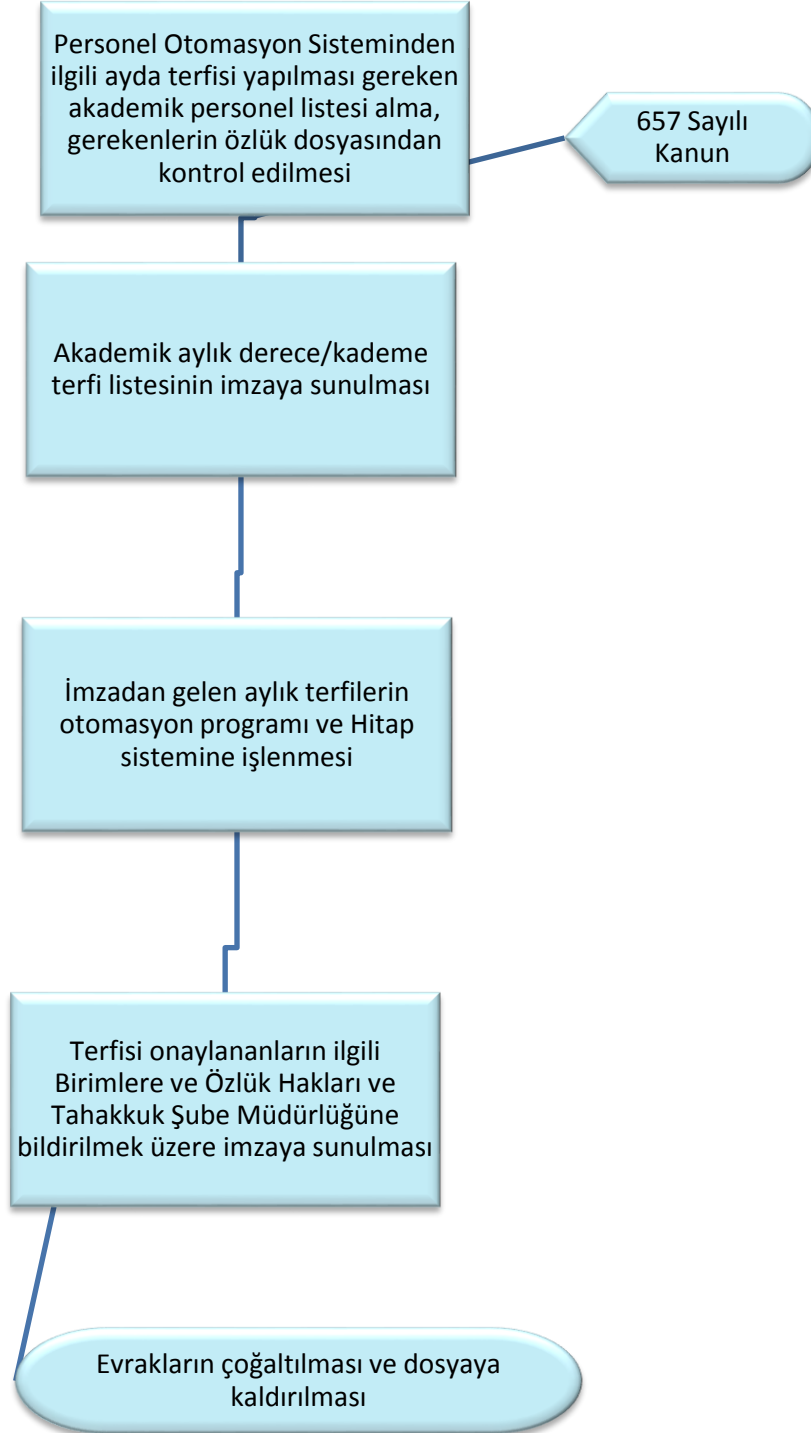 Personel Otomasyon Sisteminden
ilgili ayda terfisi yapılması gereken
akademik personel listesi alma,
gerekenlerin özlük dosyasından
kontrol edilmesi
657 Sayılı
Kanun
Akademik aylık derece/kademe
terfi listesinin imzaya sunulması
İmzadan gelen aylık terfilerin
otomasyon programı ve Hitap
sistemine işlenmesi
Terfisi onaylananların ilgili
Birimlere ve Özlük Hakları ve
Tahakkuk Şube Müdürlüğüne
bildirilmek üzere imzaya sunulması
Evrakların çoğaltılması ve dosyaya
kaldırılması